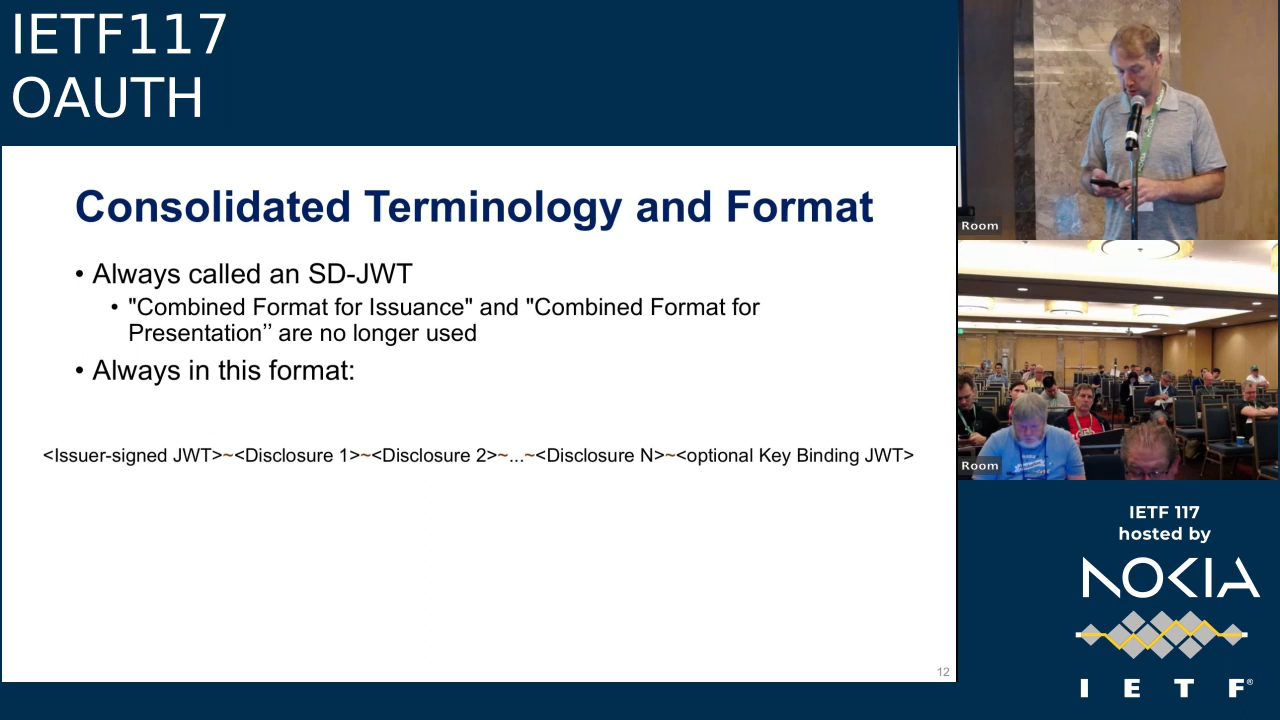 IETF117
OAUTH
Consolidated Terminology and Format
• Always called an SD-JWT
• "Combined Format for Issuance" and "Combined Format for
Presentation’’ are no longer used
• Always in this format:
<Issuer-signed JWT>~<Disclosure 1>~<Disclosure 2>~...~<Disclosure N>~<optional Key Binding JWT>
12
Room
Room
IETF 117
hosted by
NOKIA
I E T F®